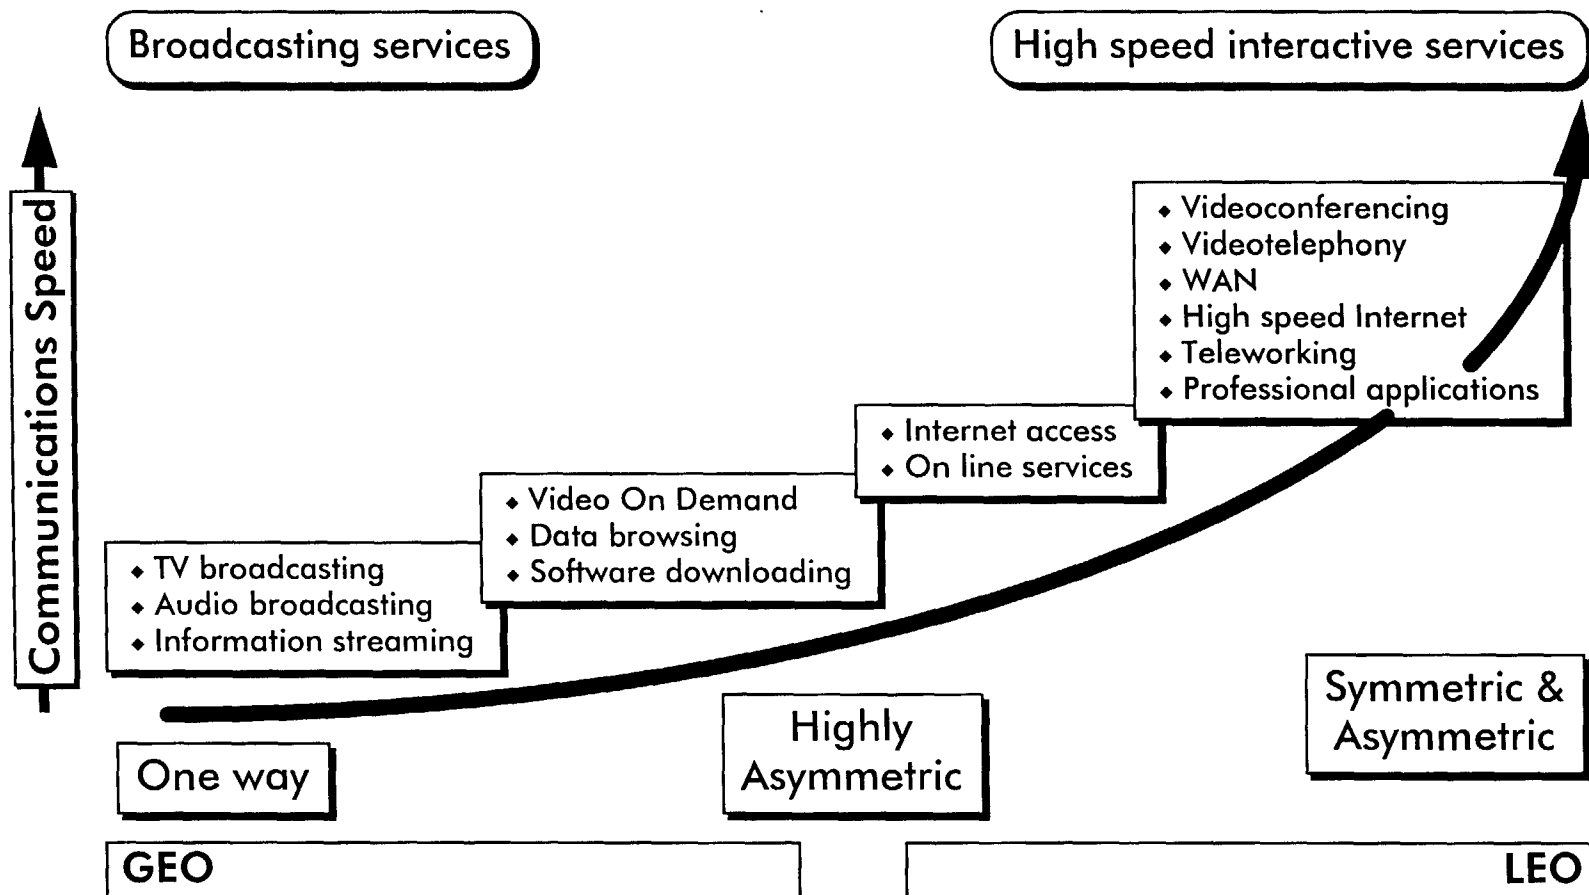 Broadcasting services
High speed interactive services
Communications Speed
◆ Videoconferencing
◆ Videotelephony
◆ WAN
◆ High speed Internet
◆ Teleworking
◆ Professional applications
◆ Internet access
◆ On line services
◆ Video On Demand
◆ Data browsing
◆ Software downloading
◆ TV broadcasting
◆ Audio broadcasting
◆ Information streaming
One way
Highly
Asymmetric
Symmetric &
Asymmetric
GEO
LEO